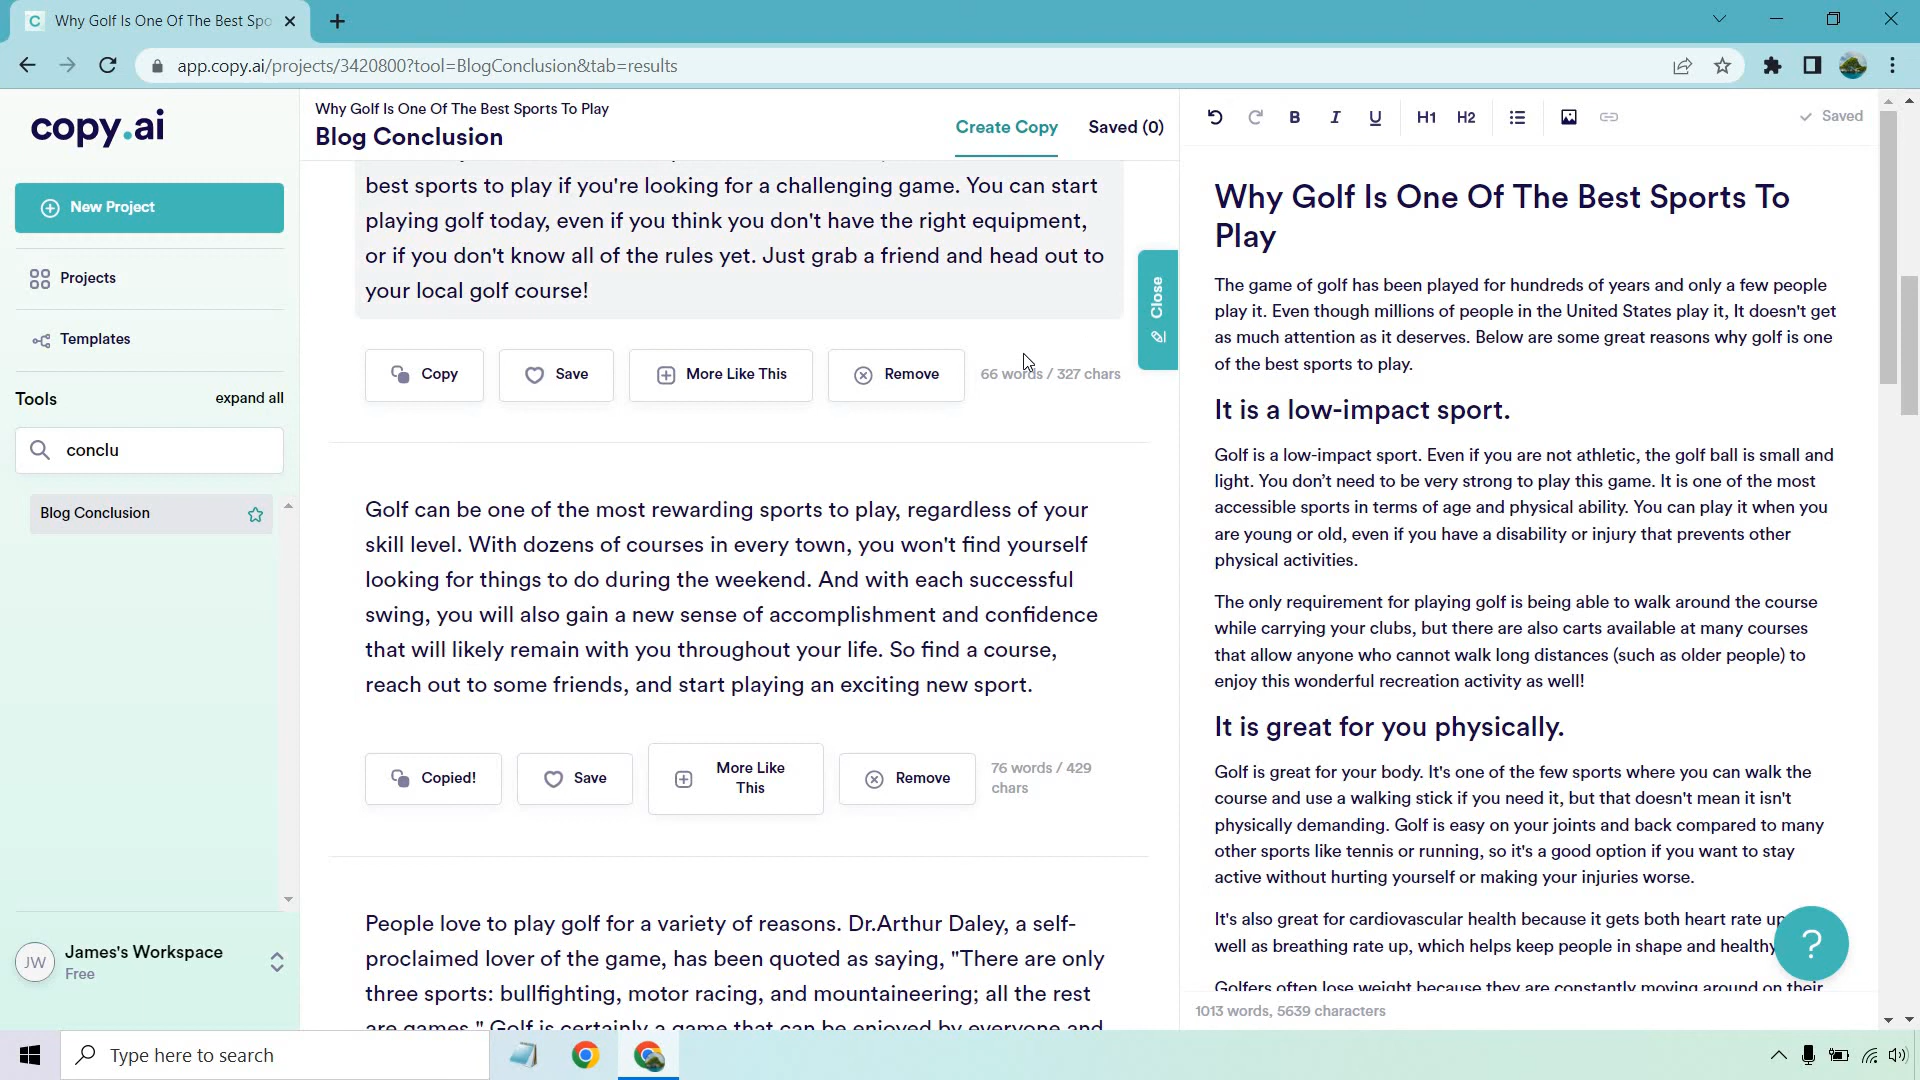 Why Golf Is One Of The Best Spo
app.copy.ai/projects/3420800?tool=BlogConclusion&tab=results
copy.ai
New Project
Projects
Templates
Tools
expand all
conclu
Blog Conclusion
James's Workspace
JW
Free
Why Golf Is One Of The Best Sports To Play
Blog Conclusion
Create Copy
Saved (0)
best sports to play if you're looking for a challenging game. You can start
playing golf today, even if you think you don't have the right equipment,
or if you don't know all of the rules yet. Just grab a friend and head out to
your local golf course!
Copy
Save
More Like This
Remove
66 words / 327 chars
Golf can be one of the most rewarding sports to play, regardless of your
skill level. With dozens of courses in every town, you won't find yourself
looking for things to do during the weekend. And with each successful
swing, you will also gain a new sense of accomplishment and confidence
that will likely remain with you throughout your life. So find a course,
reach out to some friends, and start playing an exciting new sport.
Copied!
Save
More Like
This
Remove
76 words / 429
chars
People love to play golf for a variety of reasons. Dr.Arthur Daley, a self-
proclaimed lover of the game, has been quoted as saying, "There are only
three sports: bullfighting, motor racing, and mountaineering; all the rest
are games." Golf is certainly a game that can be enjoyed by everyone and
Close
B
I
U
H1
H2
Saved
Why Golf Is One Of The Best Sports To
Play
The game of golf has been played for hundreds of years and only a few people
play it. Even though millions of people in the United States play it, It doesn't get
as much attention as it deserves. Below are some great reasons why golf is one
of the best sports to play.
It is a low-impact sport.
Golf is a low-impact sport. Even if you are not athletic, the golf ball is small and
light. You don’t need to be very strong to play this game. It is one of the most
accessible sports in terms of age and physical ability. You can play it when you
are young or old, even if you have a disability or injury that prevents other
physical activities.
The only requirement for playing golf is being able to walk around the course
while carrying your clubs, but there are also carts available at many courses
that allow anyone who cannot walk long distances (such as older people) to
enjoy this wonderful recreation activity as well!
It is great for you physically.
Golf is great for your body. It's one of the few sports where you can walk the
course and use a walking stick if you need it, but that doesn't mean it isn't
physically demanding. Golf is easy on your joints and back compared to many
other sports like tennis or running, so it's a good option if you want to stay
active without hurting yourself or making your injuries worse.
It's also great for cardiovascular health because it gets both heart rate up
well as breathing rate up, which helps keep people in shape and healthy
Golfers often lose weight because they are constantly moving around on their
?
1013 words, 5639 characters
Type here to search